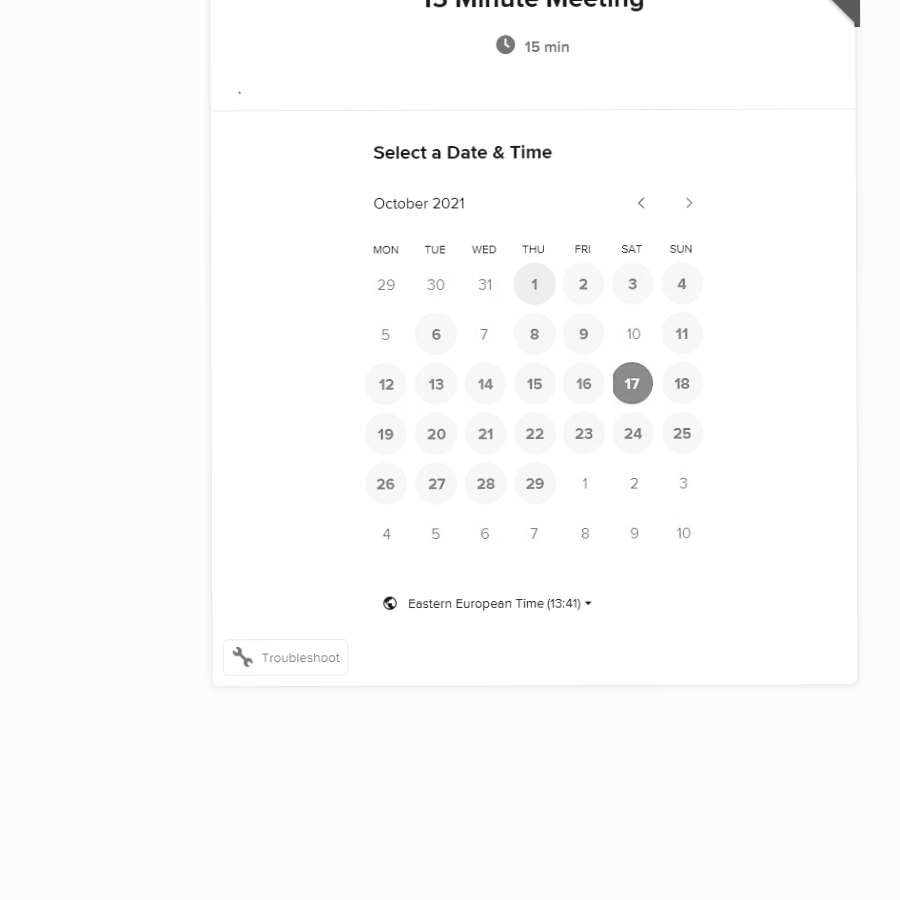 15 Minute Meeting
15 min
.
Select a Date & Time
October 2021
MON TUE WED THU FRI SAT SUN
29 30 31 1 2 3 4
5 6 7 8 9 10 11
12 13 14 15 16 17 18
19 20 21 22 23 24 25
26 27 28 29 1 2 3
4 5 6 7 8 9 10
Eastern European Time (13:41)
Troubleshoot